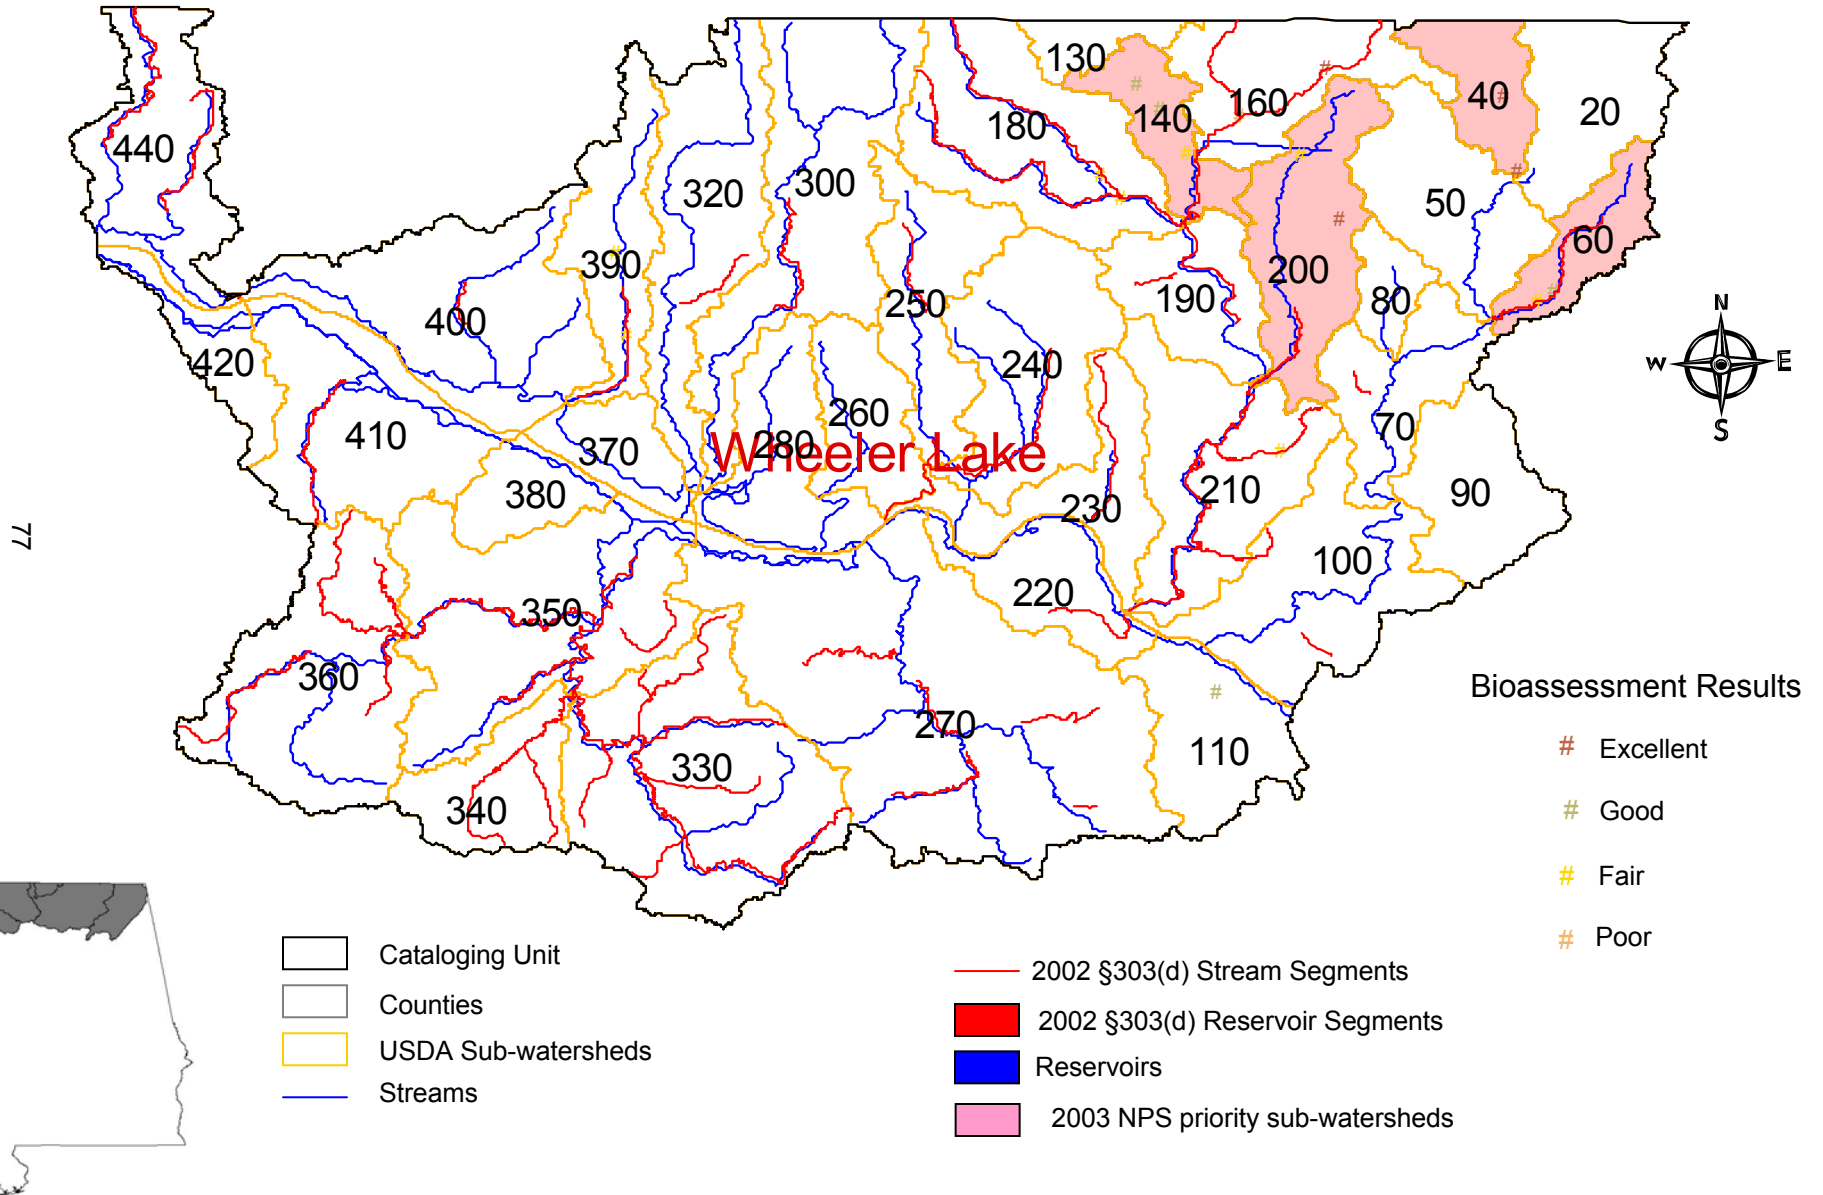 130
40
20
160
140
180
440
300
320
50
60
390
200
250
80
190
400
420
240
N
W
E
S
260
410
70
Wheeler Lake
280
370
90
380
210
230
77
100
220
350
360
270
110
330
340
Bioassessment Results
# Excellent
# Good
# Fair
# Poor
Cataloging Unit
Counties
USDA Sub-watersheds
Streams
2002 §303(d) Stream Segments
2002 §303(d) Reservoir Segments
Reservoirs
2003 NPS priority sub-watersheds